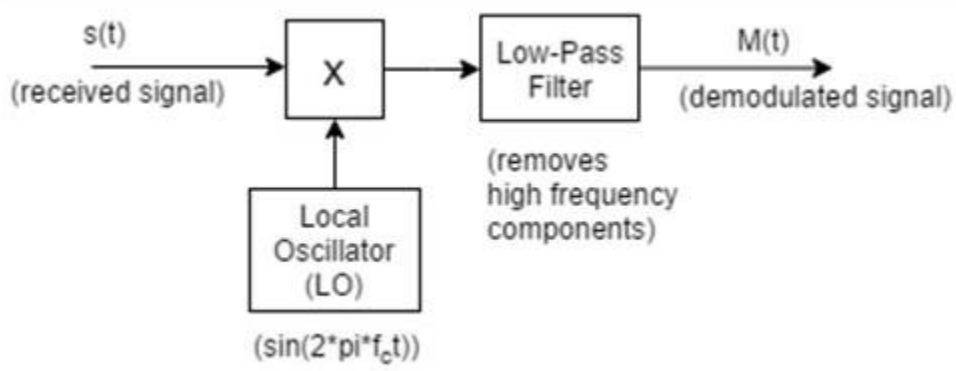 s(t)
(received signal)
X
Low-Pass
Filter
M(t)
(demodulated signal)
(removes
high frequency
components)
Local
Oscillator
(LO)
(sin(2*pi*fct))